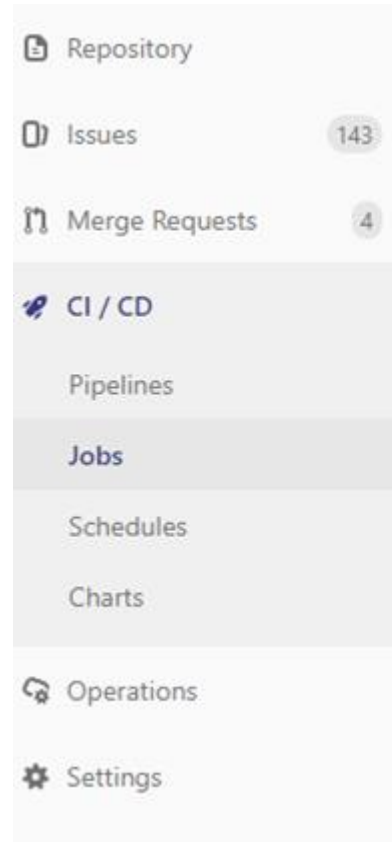 Repository
Issues 143
Merge Requests 4
CI / CD
Pipelines
Jobs
Schedules
Charts
Operations
Settings